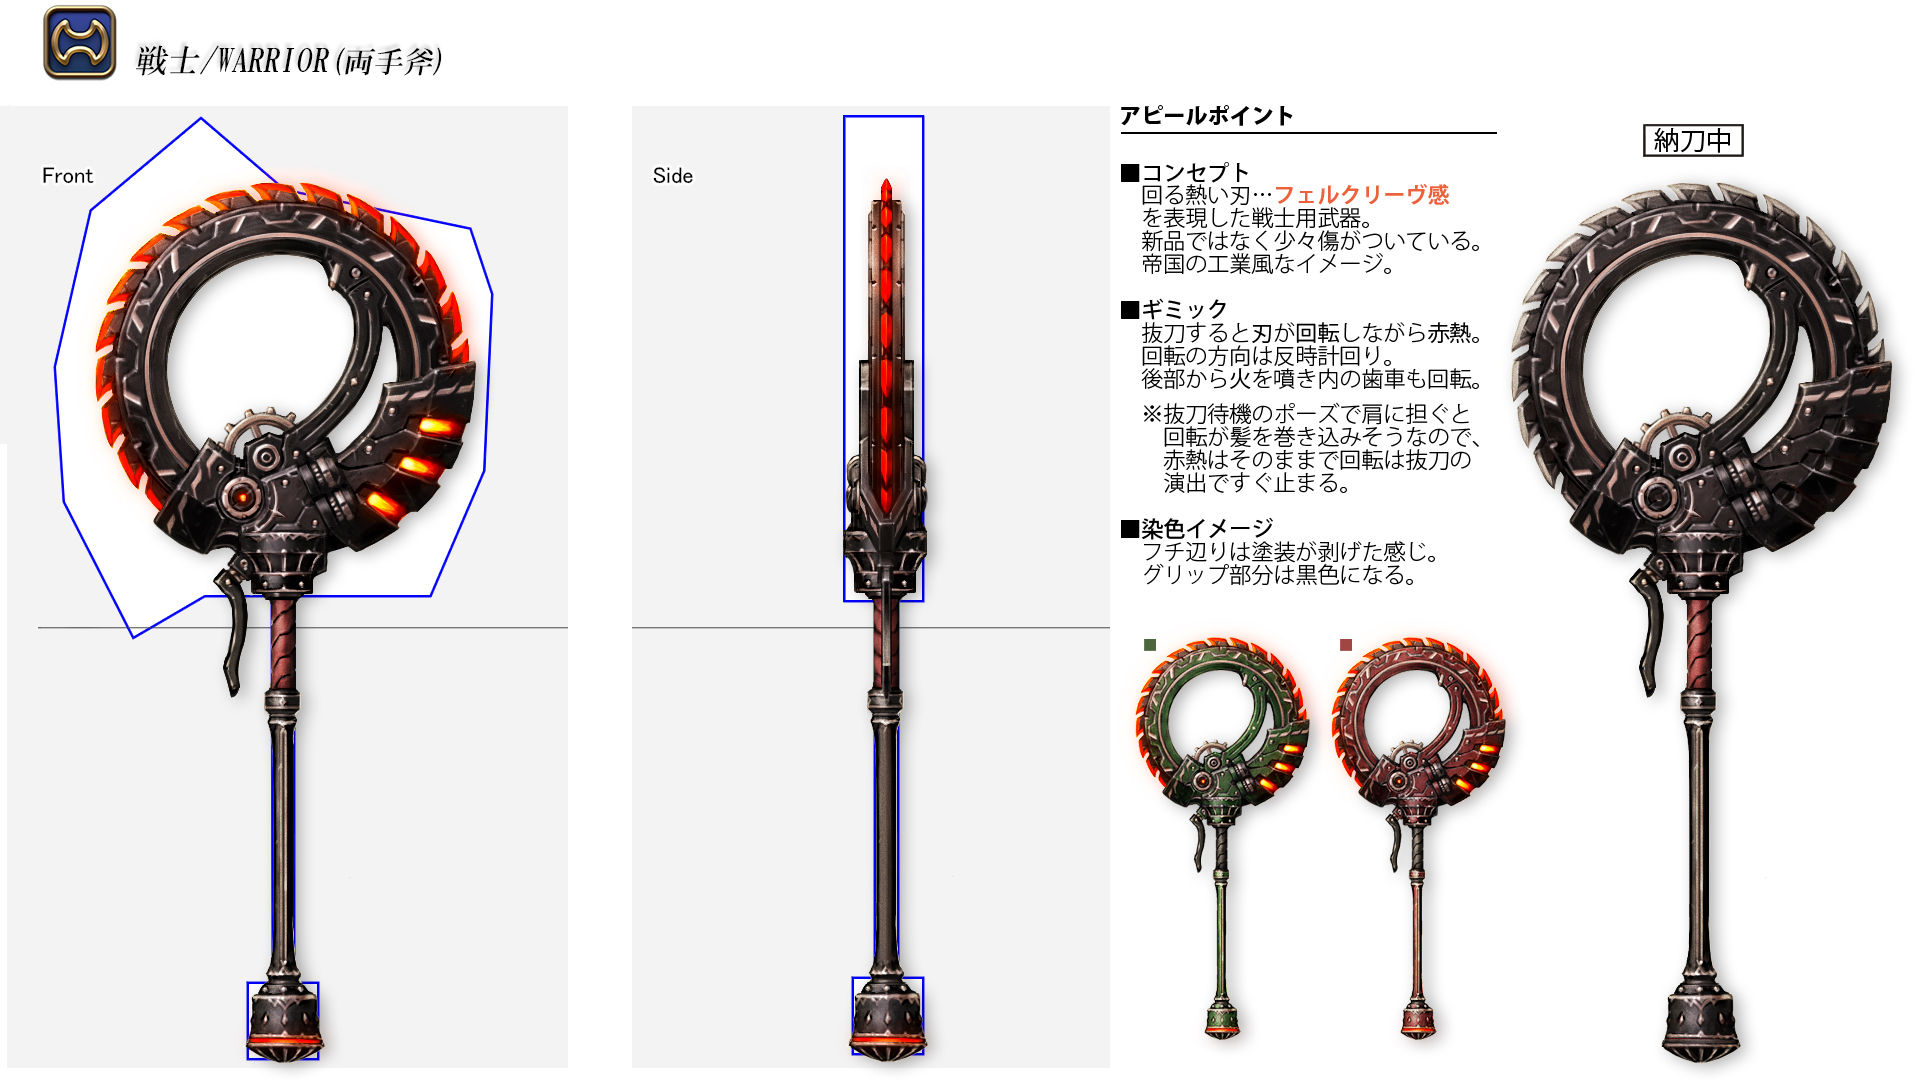 戦士/WARRIOR(両手斧)
Front
Side
アピールポイント
■コンセプト
回る熱い刃…フェルクリーヴ感
を表現した戦士用武器。
新品ではなく少々傷がついている。
帝国の工業風なイメージ。
■ギミック
抜刀すると刃が回転しながら赤熱。
回転の方向は反時計回り。
後部から火を噴き内の歯車も回転。
※抜刀待機のポーズで肩に担ぐと
回転が髪を巻き込みそうなので、
赤熱はそのままで回転は抜刀の
演出ですぐ止まる。
■染色イメージ
フチ辺りは塗装が剥げた感じ。
グリップ部分は黒色になる。
納刀中